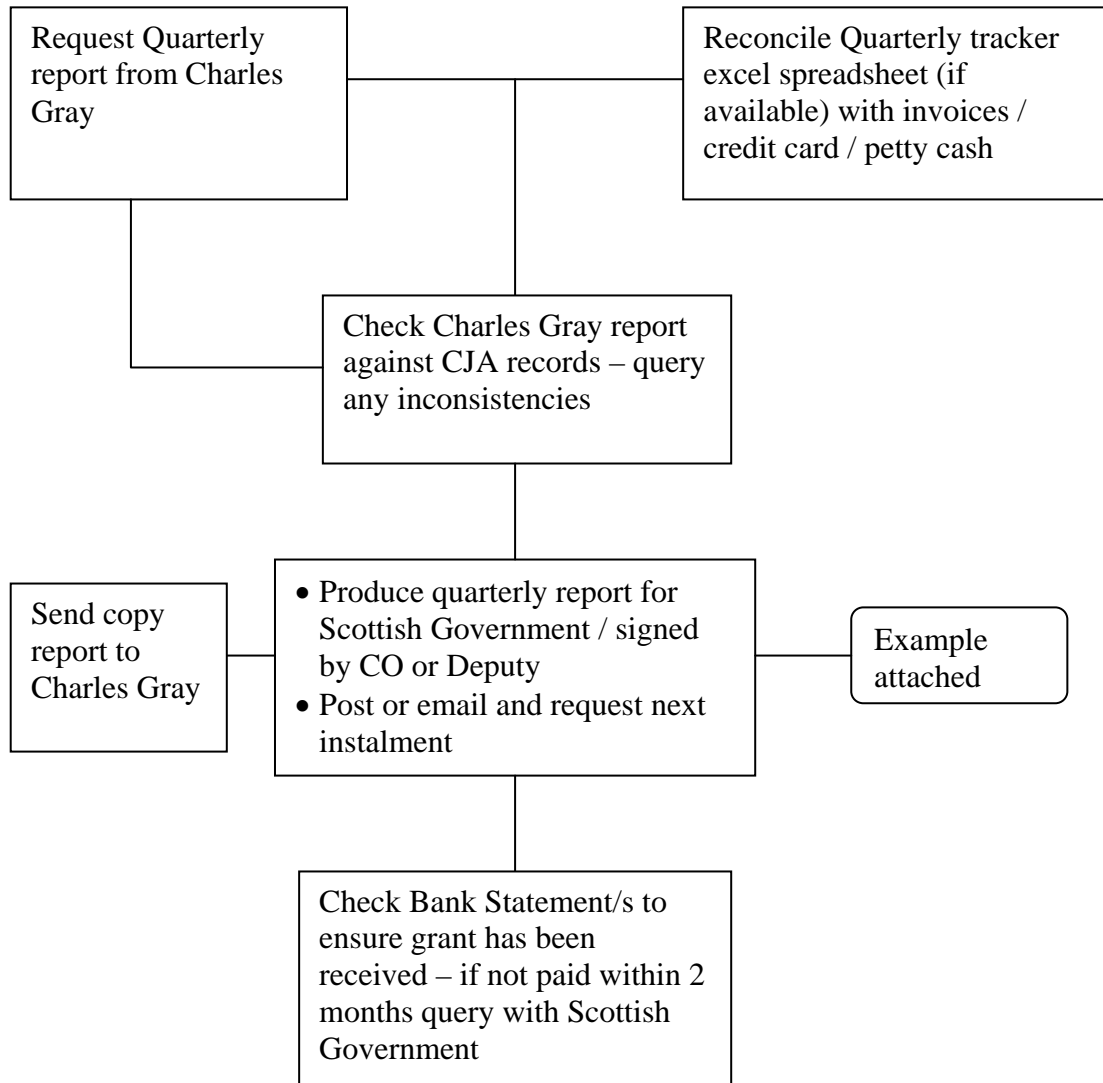 Request Quarterly
report from Charles
Gray
Reconcile Quarterly tracker
excel spreadsheet (if
available) with invoices /
credit card / petty cash
Check Charles Gray report
against CJA records – query
any inconsistencies
Send copy
report to
Charles Gray
• Produce quarterly report for
Scottish Government / signed
by CO or Deputy
• Post or email and request next
instalment
Example
attached
Check Bank Statement/s to
ensure grant has been
received – if not paid within 2
months query with Scottish
Government